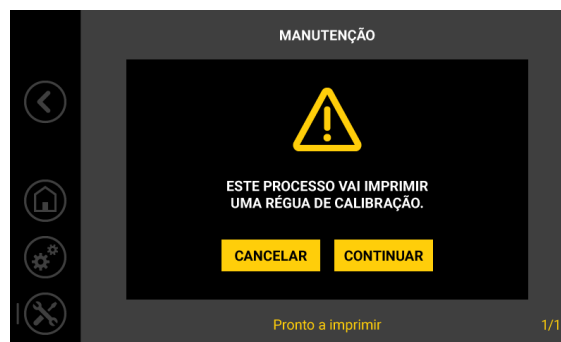 MANUTENÇÃO
ESTE PROCESSO VAI IMPRIMIR
UMA RÉGUA DE CALIBRAÇÃO.
CANCELAR CONTINUAR
Pronto a imprimir 1/1